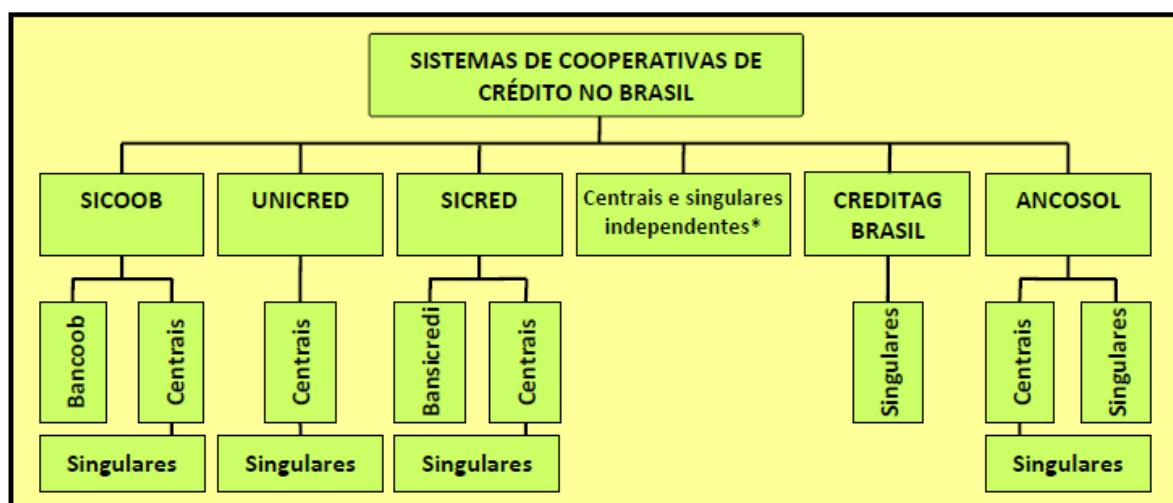 SISTEMAS DE COOPERATIVAS DE
CRÉDITO NO BRASIL
SICOOB
UNICRED
SICRED
Centrais e singulares
independentes*
CREDITAG
BRASIL
ANCOSOL
Bancoob
Centrais
Centrais
Bansicredi
Centrais
Singulares
Centrais
Singulares
Singulares
Singulares
Singulares
Singulares